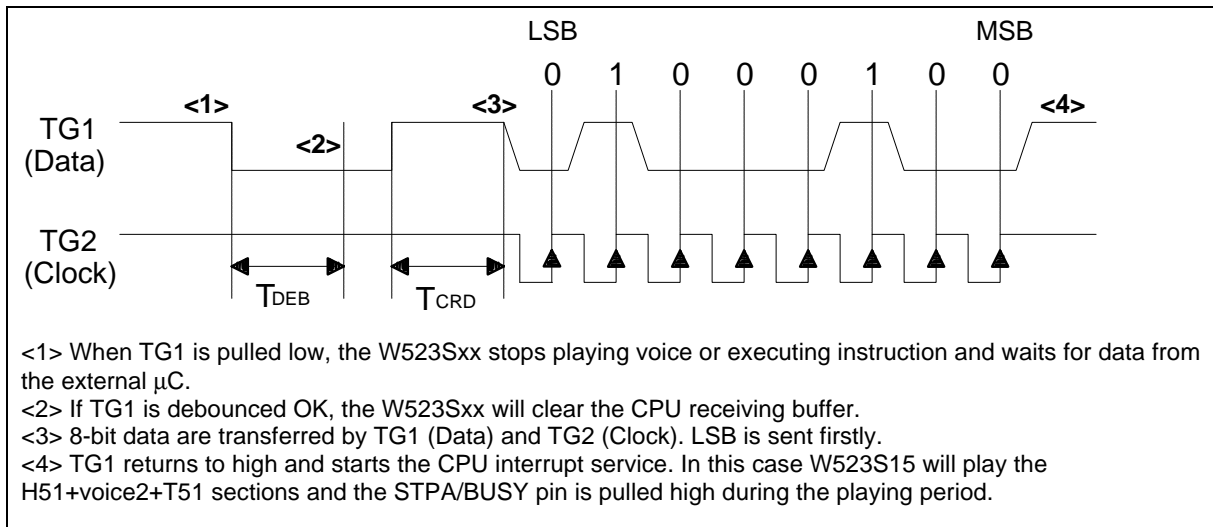 LSB MSB
0 1 0 0 0 1 0 0
<1> <3> <4>
TG1
<2>
(Data)
TG2
(Clock)
TDEB TCRD
<1> When TG1 is pulled low, the W523Sxx stops playing voice or executing instruction and waits for data from
the external μC.
<2> If TG1 is debounced OK, the W523Sxx will clear the CPU receiving buffer.
<3> 8-bit data are transferred by TG1 (Data) and TG2 (Clock). LSB is sent firstly.
<4> TG1 returns to high and starts the CPU interrupt service. In this case W523S15 will play the
H51+voice2+T51 sections and the STPA/BUSY pin is pulled high during the playing period.